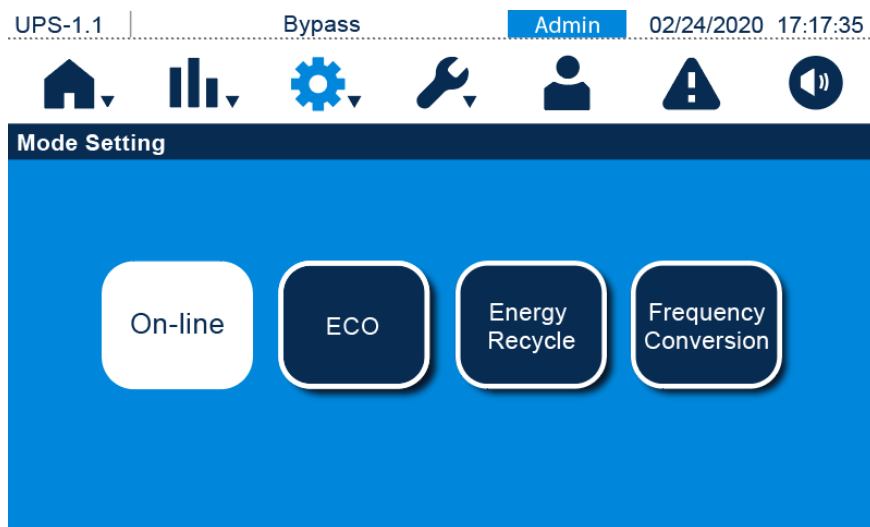 UPS-1.1 Bypass Admin 02/24/2020 17:17:35
Mode Setting
On-line
ECO
Energy
Recycle
Frequency
Conversion